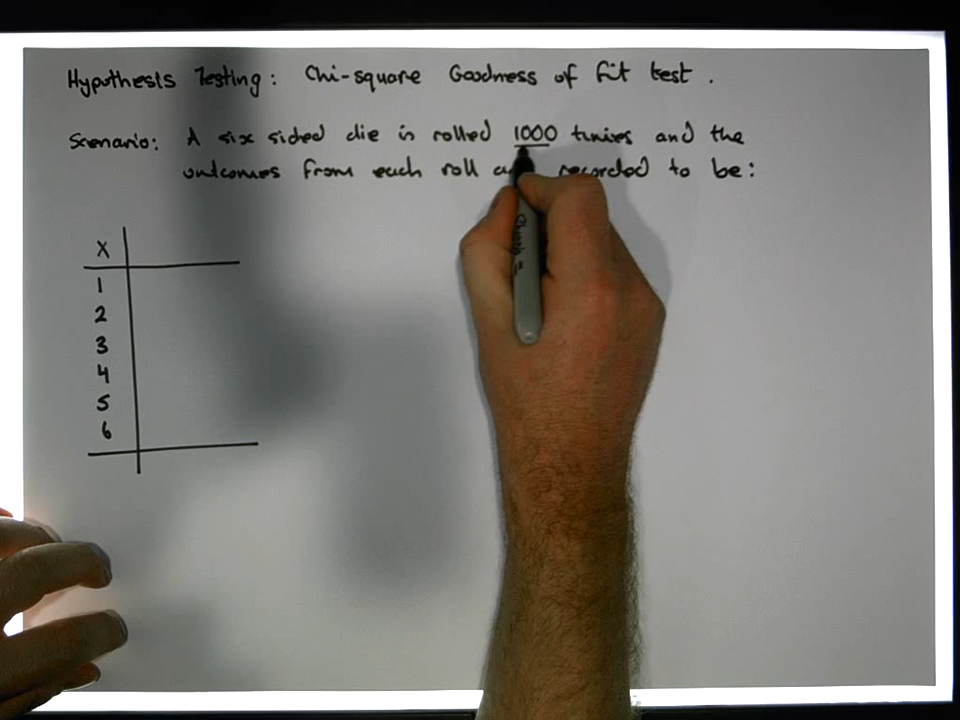 Hypothesis Testing: Chi-square Goodness of fit test.
Scenario: A six sided die is rolled 1000 times and the
outcomes from each roll recorded to be:
X
1
2
3
4
5
6